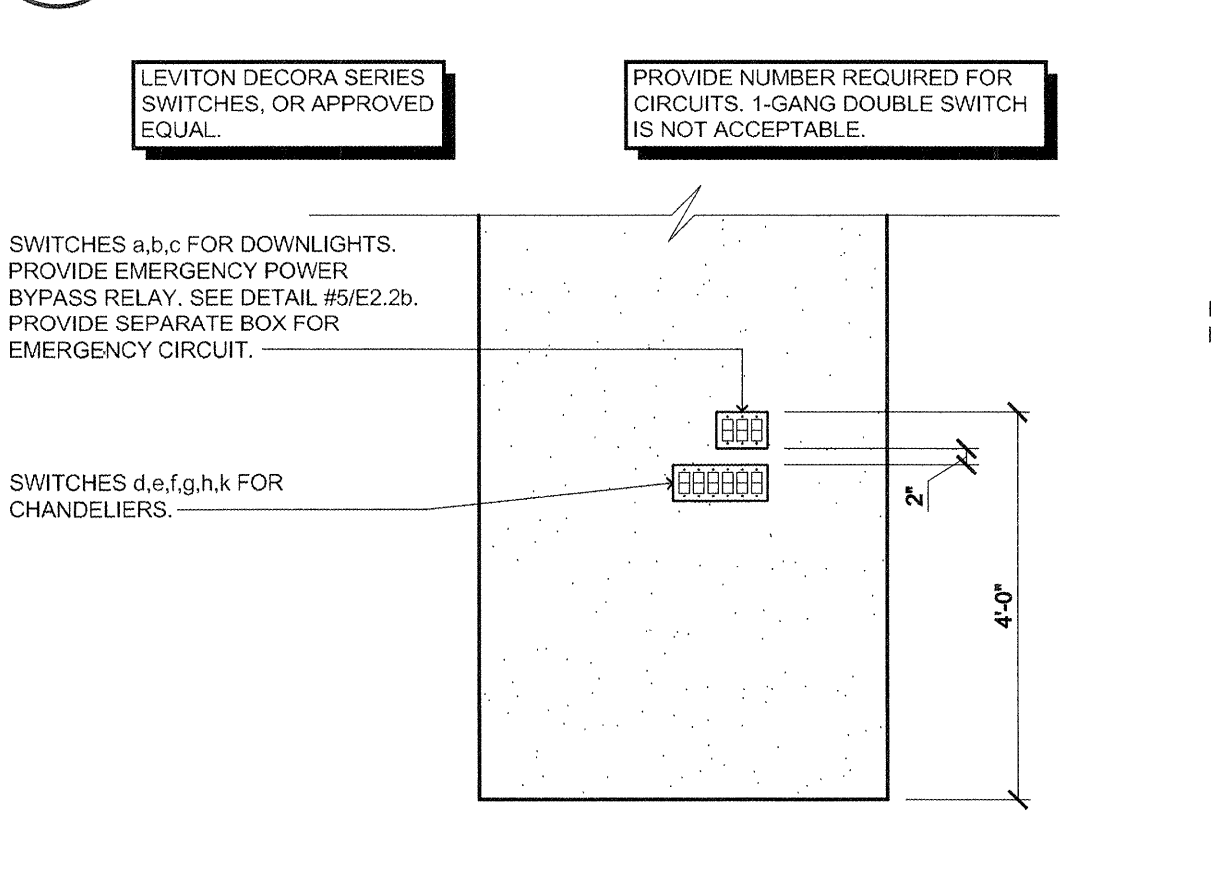 LEVITON DECORA SERIES
SWITCHES, OR APPROVED
EQUAL.
PROVIDE NUMBER REQUIRED FOR
CIRCUITS. 1-GANG DOUBLE SWITCH
IS NOT ACCEPTABLE.
SWITCHES a,b,c FOR DOWNLIGHTS.
PROVIDE EMERGENCY POWER
BYPASS RELAY. SEE DETAIL #5/E2.2b.
PROVIDE SEPARATE BOX FOR
EMERGENCY CIRCUIT.
SWITCHES d,e,f,g,h,k FOR
CHANDELIERS.
2"
4'-0"